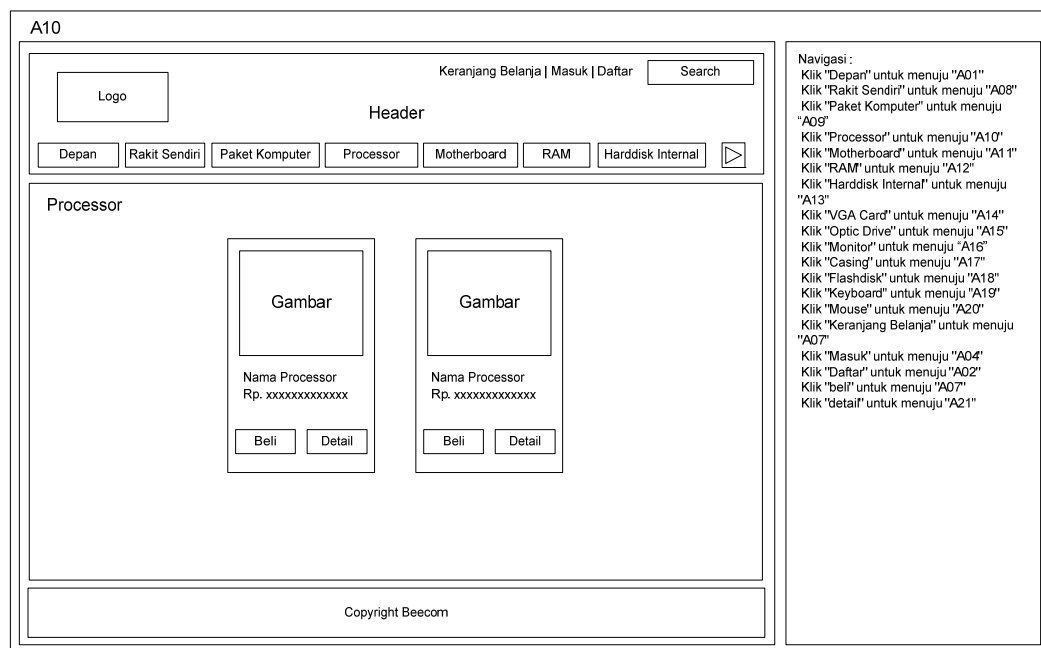 A10
Keranjang Belanja | Masuk | Daftar
Search
Logo
Header
Depan
Rakit Sendiri
Paket Komputer
Processor
Motherboard
RAM
Harddisk Internal
Processor
Gambar
Nama Processor
Rp. xxxxxxxxxxxxx
Beli
Detail
Gambar
Nama Processor
Rp. xxxxxxxxxxxxx
Beli
Detail
Copyright Beecom
Navigasi :
Klik "Depan" untuk menuju "A01"
Klik "Rakit Sendiri" untuk menuju "A08"
Klik "Paket Komputer" untuk menuju
“A09”
Klik "Processor" untuk menuju "A10"
Klik "Motherboard" untuk menuju "A11"
Klik "RAM" untuk menuju "A12"
Klik "Harddisk Internal" untuk menuju
"A13"
Klik "VGA Card" untuk menuju "A14"
Klik "Optic Drive" untuk menuju "A15"
Klik "Monitor" untuk menuju “A16”
Klik "Casing" untuk menuju "A17"
Klik "Flashdisk" untuk menuju "A18"
Klik "Keyboard" untuk menuju "A19"
Klik "Mouse" untuk menuju "A20"
Klik "Keranjang Belanja" untuk menuju
"A07"
Klik "Masuk" untuk menuju "A04"
Klik "Daftar" untuk menuju "A02"
Klik "beli" untuk menuju "A07"
Klik "detail" untuk menuju "A21"